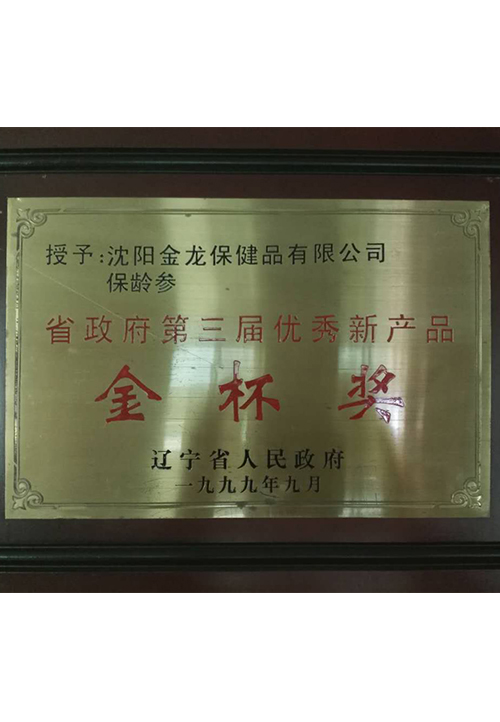 授予:沈阳金龙保健品有限公司
保龄参
省政府第三届优秀新产品
金杯奖
辽宁省人民政府
一九九九年九月